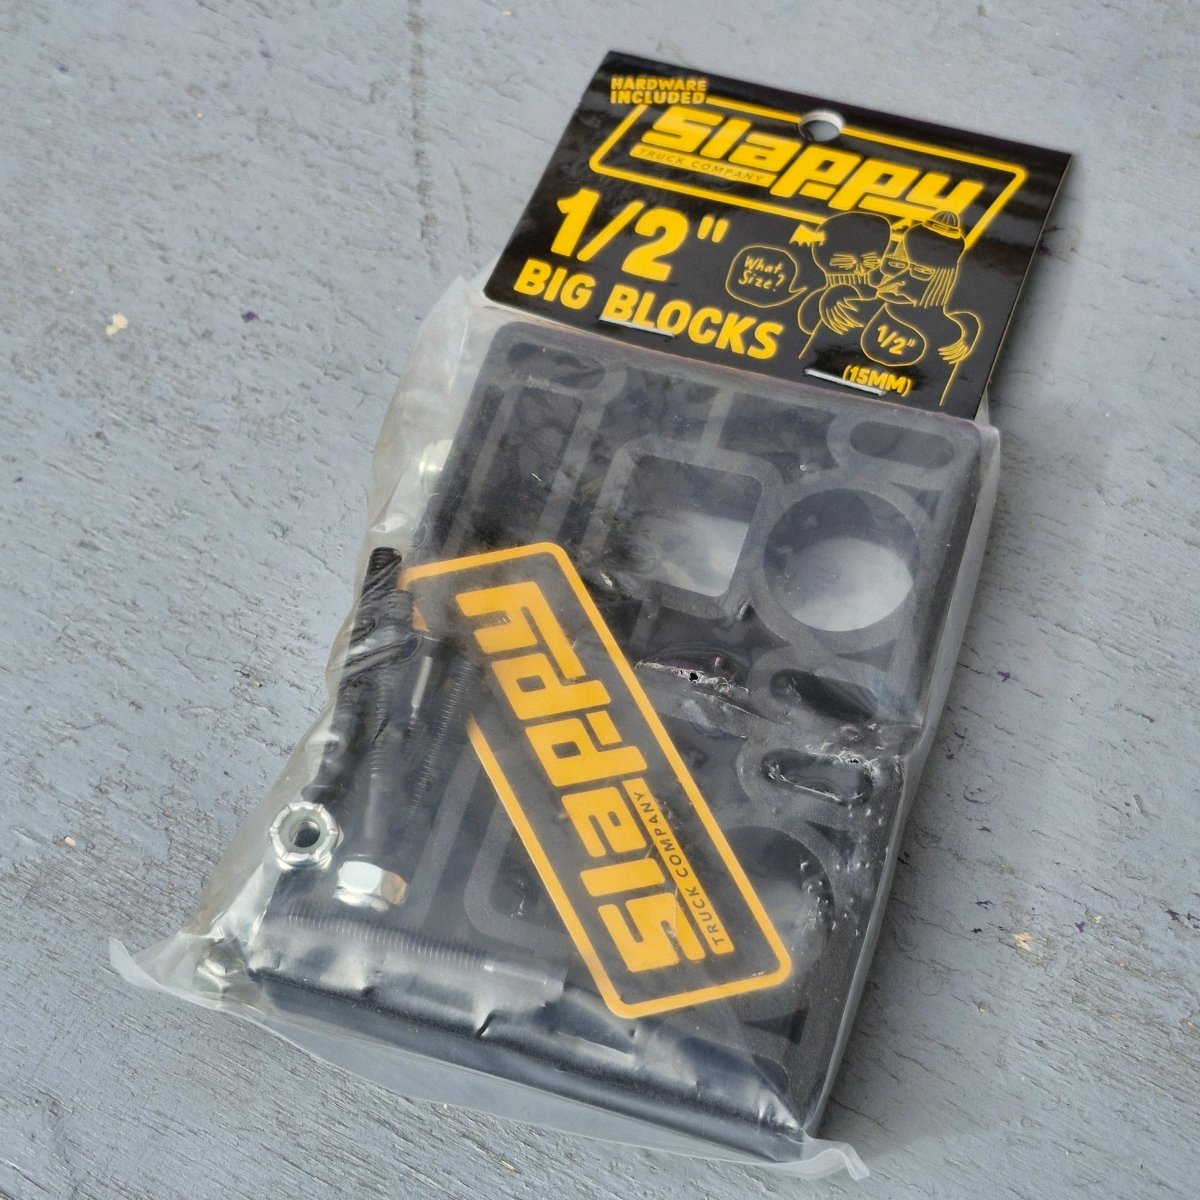 HARDWARE
INCLUDED
Slappy
TRUCK COMPANY
1/2"
BIG BLOCKS
What
Size?
1/2"
(15MM)
Slappy
TRUCK COMPANY